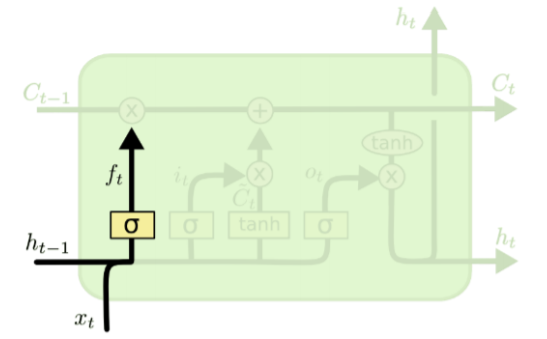 h_t
C_{t-1} × + C_t
tanh
f_t i_t × o_t ×
C̃_t
σ σ tanh σ
h_{t-1} h_t
x_t